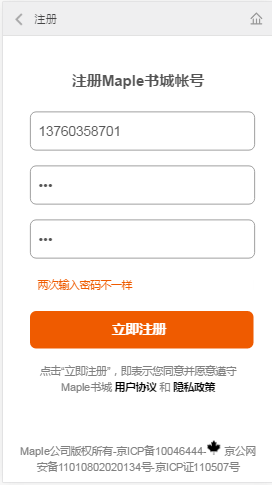 注册
注册Maple书城帐号
13760358701
•••
•••
两次输入密码不一样
立即注册
点击“立即注册”，即表示您同意并愿意遵守
Maple书城 用户协议 和 隐私政策
Maple公司版权所有-京ICP备10046444- 京公网
安备11010802020134号-京ICP证110507号